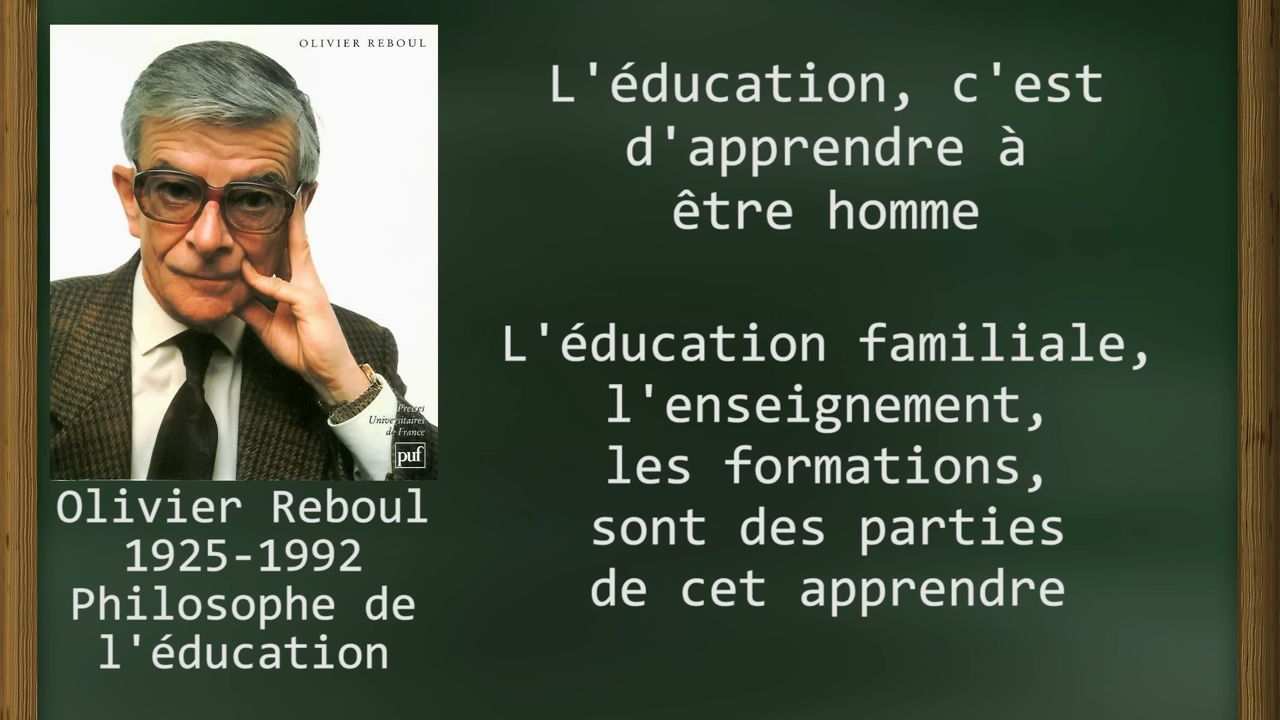 OLIVIER REBOUL
Presses
Universitaires
de France
puf
Olivier Reboul
1925-1992
Philosophe de
l'éducation
L'éducation, c'est
d'apprendre à
être homme
L'éducation familiale,
l'enseignement,
les formations,
sont des parties
de cet apprendre